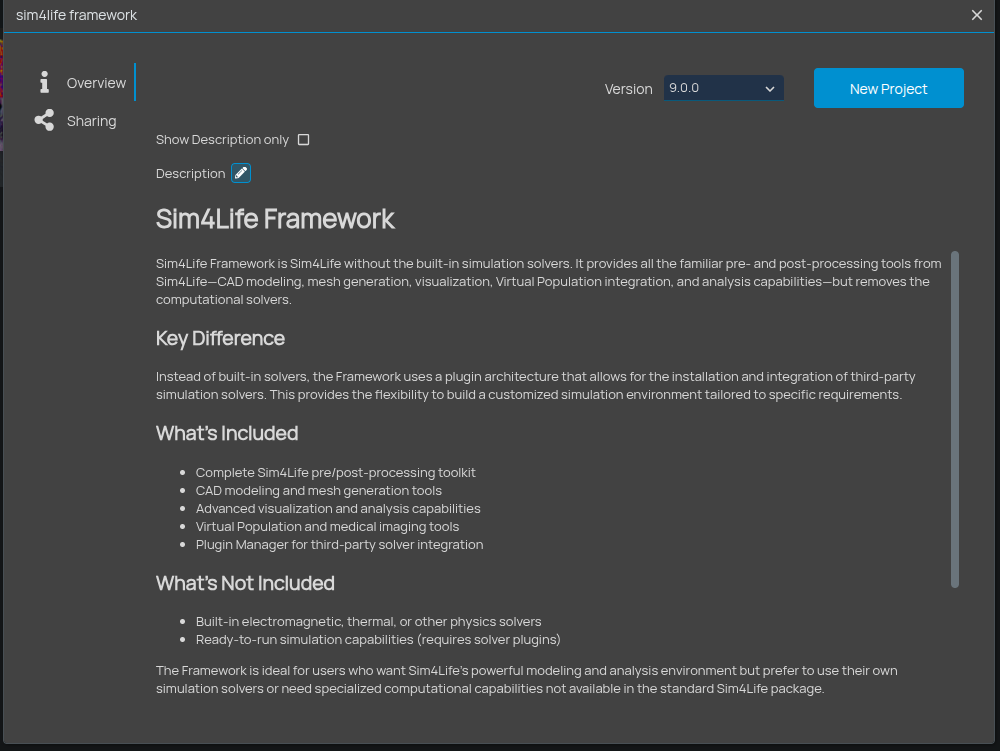 sim4life framework
Overview
Sharing
Version
9.0.0
New Project
Show Description only
Description
Sim4Life Framework
Sim4Life Framework is Sim4Life without the built-in simulation solvers. It provides all the familiar pre- and post-processing tools from
Sim4Life—CAD modeling, mesh generation, visualization, Virtual Population integration, and analysis capabilities—but removes the
computational solvers.
Key Difference
Instead of built-in solvers, the Framework uses a plugin architecture that allows for the installation and integration of third-party
simulation solvers. This provides the flexibility to build a customized simulation environment tailored to specific requirements.
What's Included
• Complete Sim4Life pre/post-processing toolkit
• CAD modeling and mesh generation tools
• Advanced visualization and analysis capabilities
• Virtual Population and medical imaging tools
• Plugin Manager for third-party solver integration
What's Not Included
• Built-in electromagnetic, thermal, or other physics solvers
• Ready-to-run simulation capabilities (requires solver plugins)
The Framework is ideal for users who want Sim4Life's powerful modeling and analysis environment but prefer to use their own
simulation solvers or need specialized computational capabilities not available in the standard Sim4Life package.